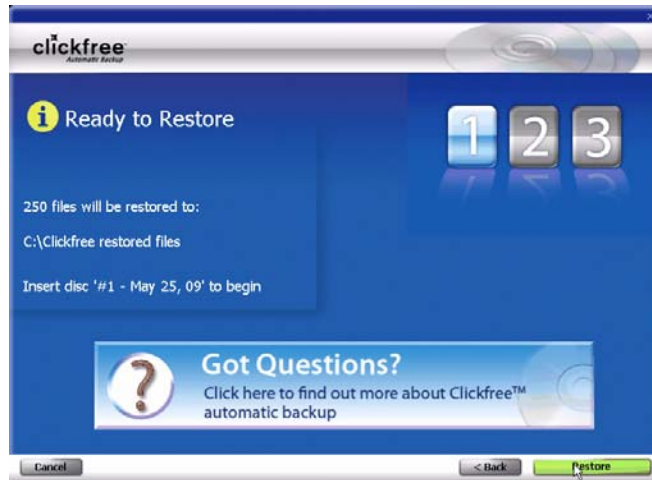 clickfree
Automatic Backup
i Ready to Restore
1 2 3
250 files will be restored to:
C:\Clickfree restored files
Insert disc '#1 - May 25, 09' to begin
? Got Questions?
Click here to find out more about Clickfree™
automatic backup
Cancel
< Back
Restore